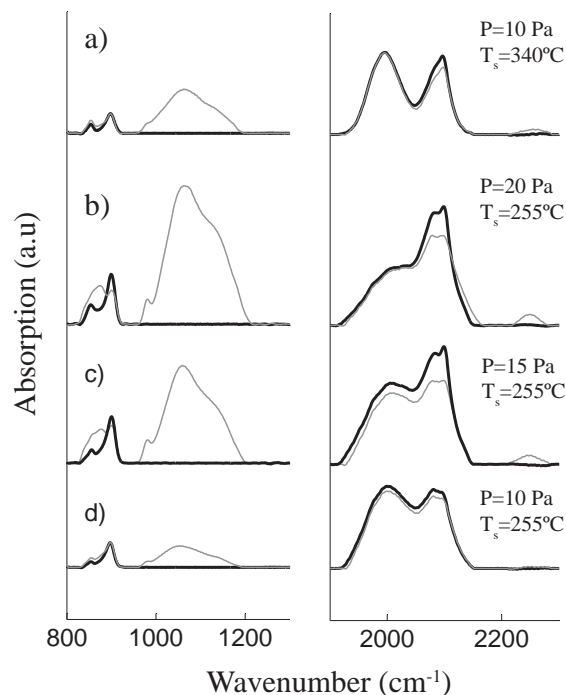 a)
P=10 Pa
Ts=340ºC
b)
P=20 Pa
Ts=255ºC
c)
P=15 Pa
Ts=255ºC
d)
P=10 Pa
Ts=255ºC
Absorption (a.u)
800 1000 1200 2000 2200
Wavenumber (cm-1)